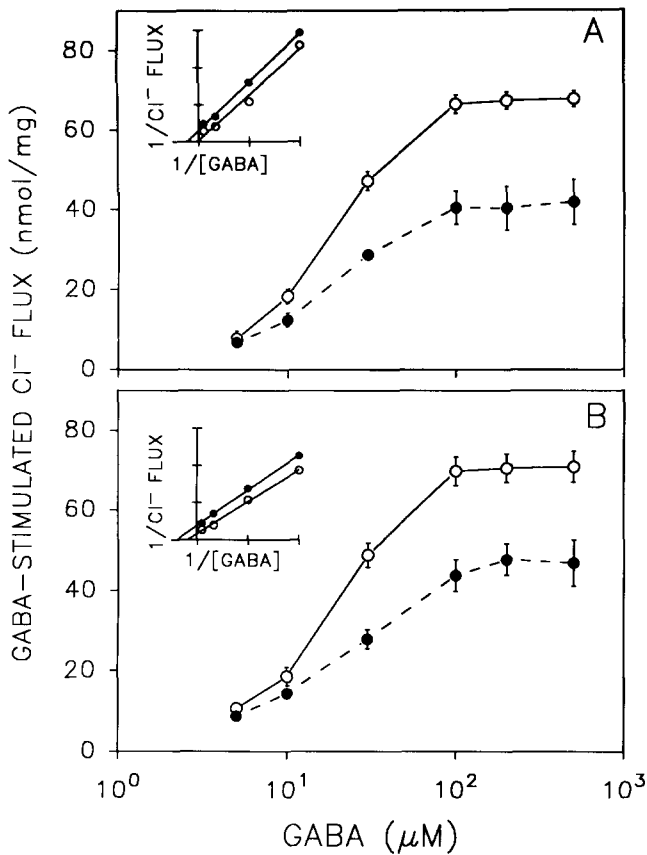 GABA-STIMULATED Cl⁻ FLUX (nmol/mg)
A
80
60
40
20
0
1/Cl⁻ FLUX
1/[GABA]
B
80
60
40
20
0
1/Cl⁻ FLUX
1/[GABA]
10⁰ 10¹ 10² 10³
GABA (μM)